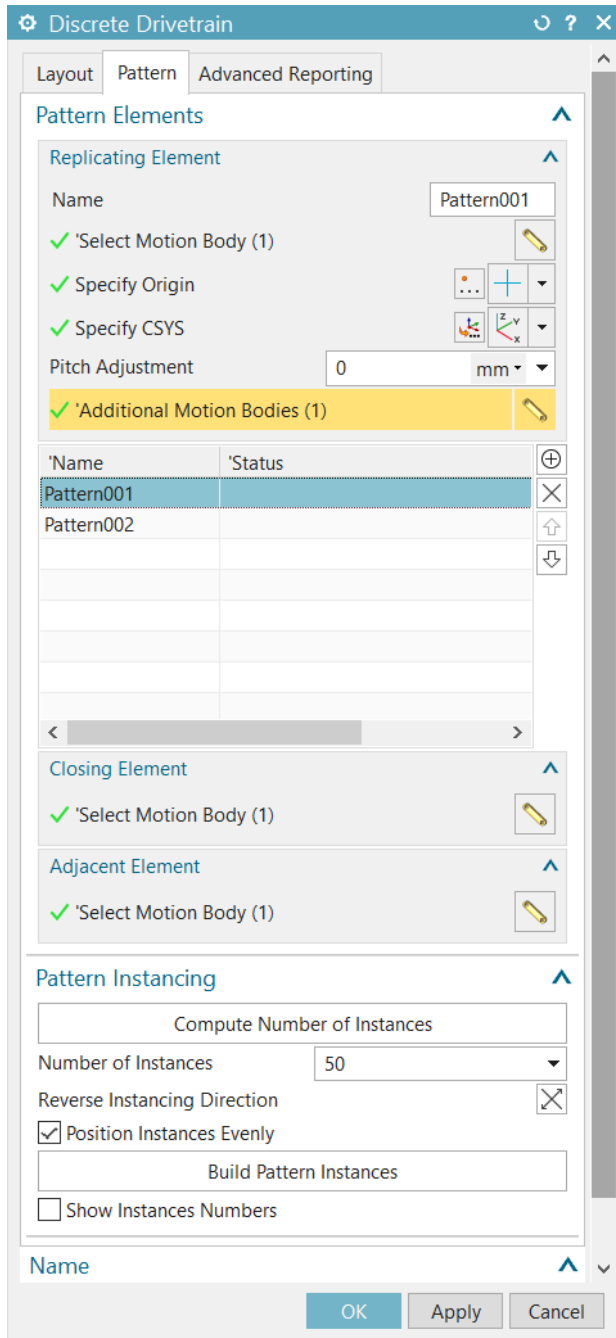 Discrete Drivetrain ?
Layout Pattern Advanced Reporting
Pattern Elements
Replicating Element
Name Pattern001
'Select Motion Body (1)
Specify Origin
Specify CSYS Z Y X
Pitch Adjustment 0 mm
'Additional Motion Bodies (1)
'Name 'Status
Pattern001
Pattern002
Closing Element
'Select Motion Body (1)
Adjacent Element
'Select Motion Body (1)
Pattern Instancing
Compute Number of Instances
Number of Instances 50
Reverse Instancing Direction
Position Instances Evenly
Build Pattern Instances
Show Instances Numbers
Name
OK Apply Cancel